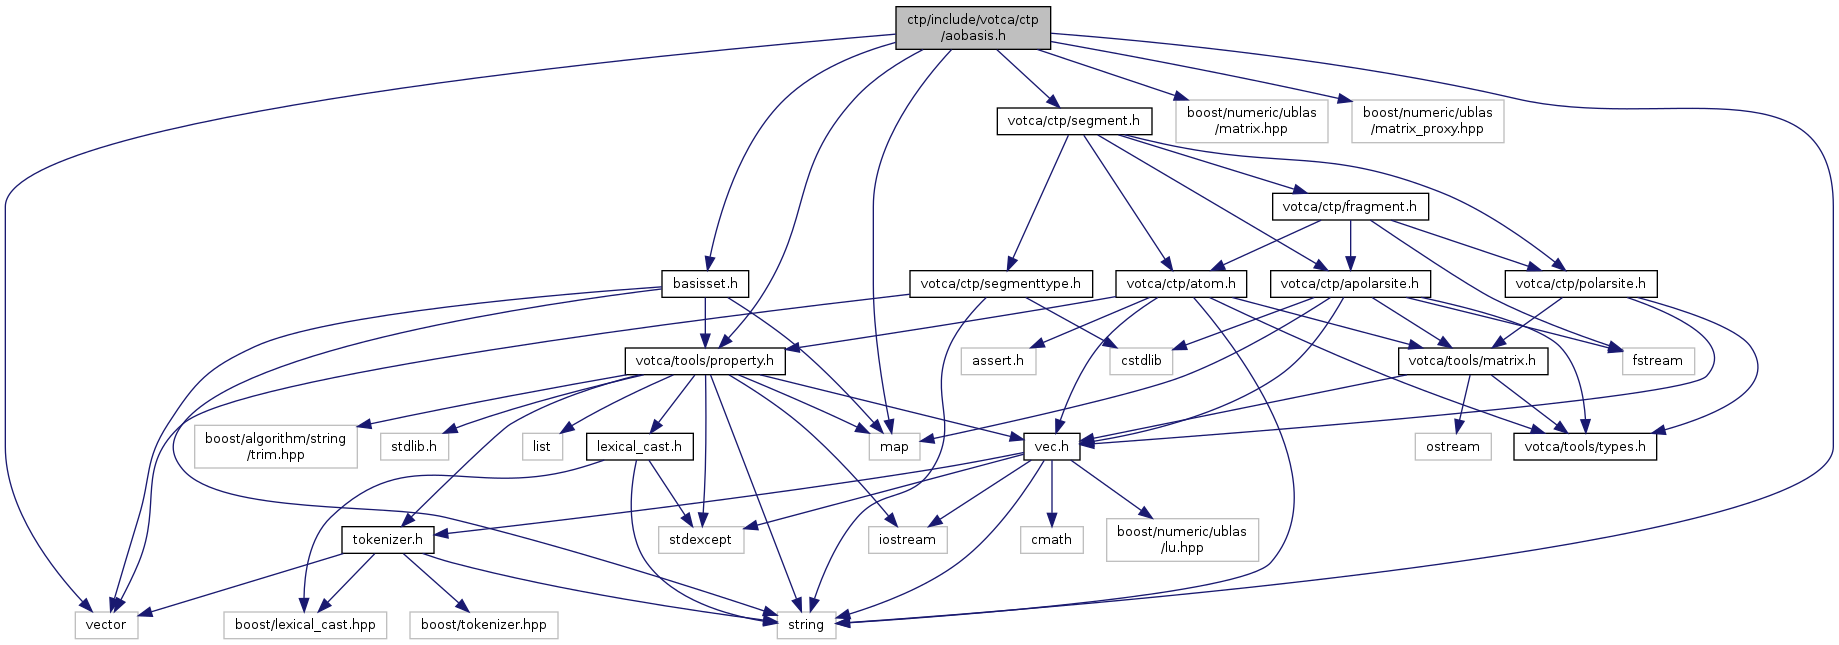 ctp/include/votca/ctp
/aobasis.h
votca/ctp/segment.h
boost/numeric/ublas
/matrix.hpp
boost/numeric/ublas
/matrix_proxy.hpp
votca/ctp/fragment.h
basisset.h
votca/ctp/segmenttype.h
votca/ctp/atom.h
votca/ctp/apolarsite.h
votca/ctp/polarsite.h
votca/tools/property.h
assert.h
cstdlib
votca/tools/matrix.h
fstream
boost/algorithm/string
/trim.hpp
stdlib.h
list
lexical_cast.h
map
vec.h
ostream
votca/tools/types.h
tokenizer.h
stdexcept
iostream
cmath
boost/numeric/ublas
/lu.hpp
vector
boost/lexical_cast.hpp
boost/tokenizer.hpp
string